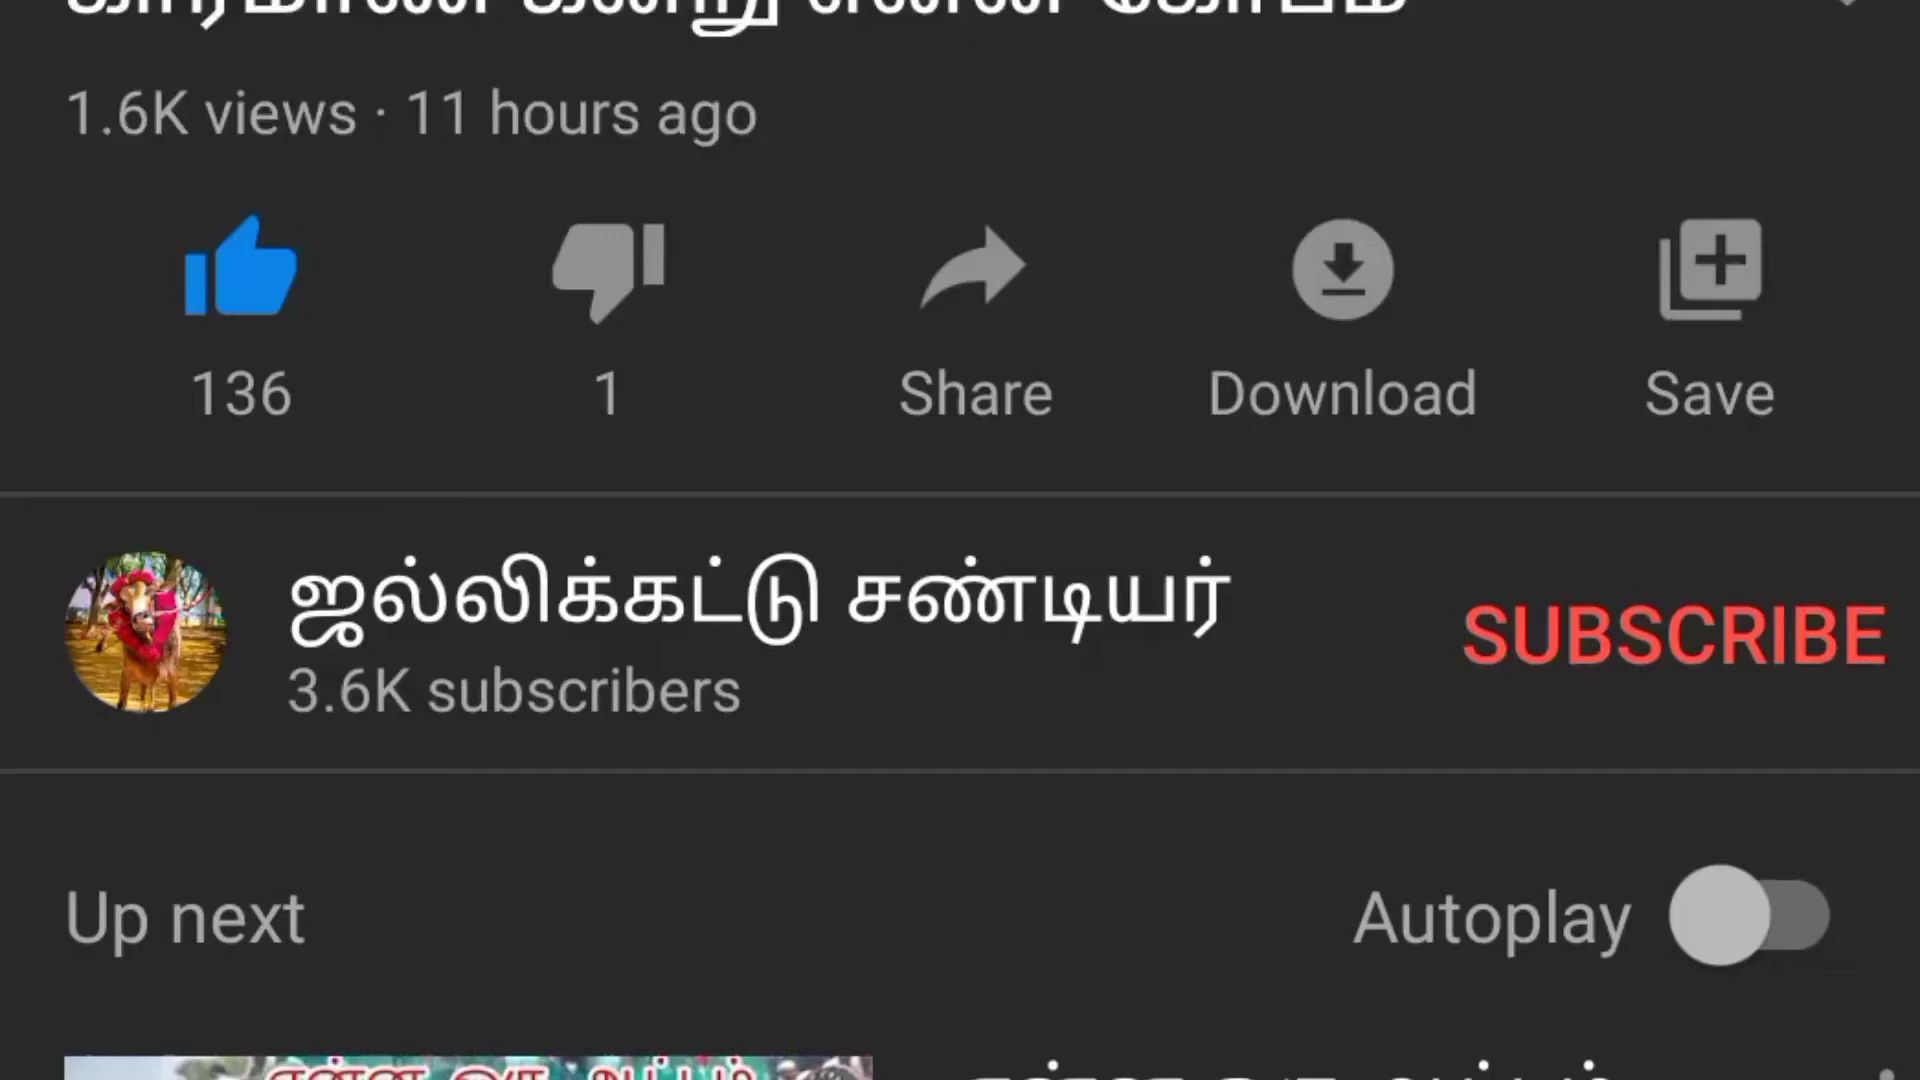 1.6K views · 11 hours ago
136
1
Share
Download
Save
ஜல்லிக்கட்டு சண்டியர்
3.6K subscribers
SUBSCRIBE
Up next
Autoplay